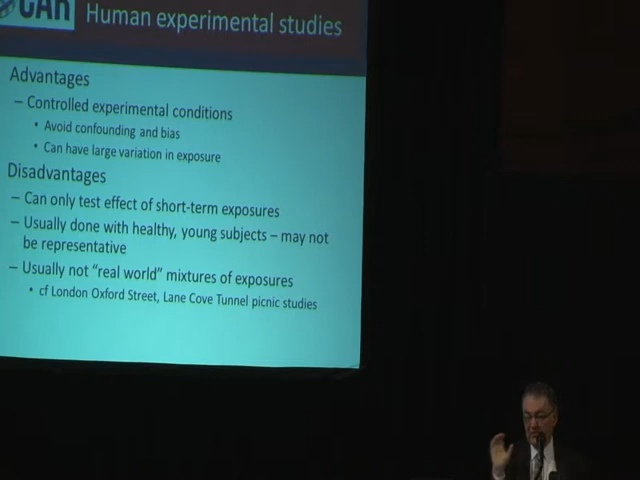 CAR
Human experimental studies
Advantages
– Controlled experimental conditions
• Avoid confounding and bias
• Can have large variation in exposure
Disadvantages
– Can only test effect of short-term exposures
– Usually done with healthy, young subjects – may not
be representative
– Usually not “real world” mixtures of exposures
• cf London Oxford Street, Lane Cove Tunnel picnic studies